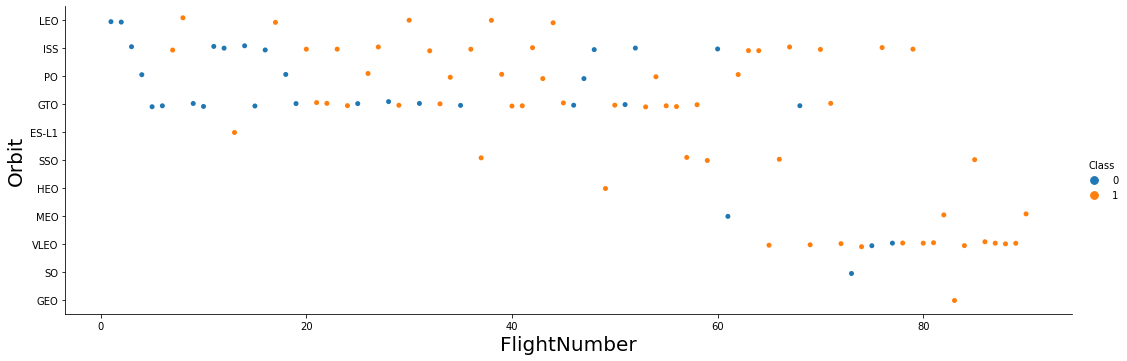 LEO
ISS
PO
GTO
ES-L1
SSO
HEO
MEO
VLEO
SO
GEO
Orbit
0
20
40
60
80
FlightNumber
Class
0
1